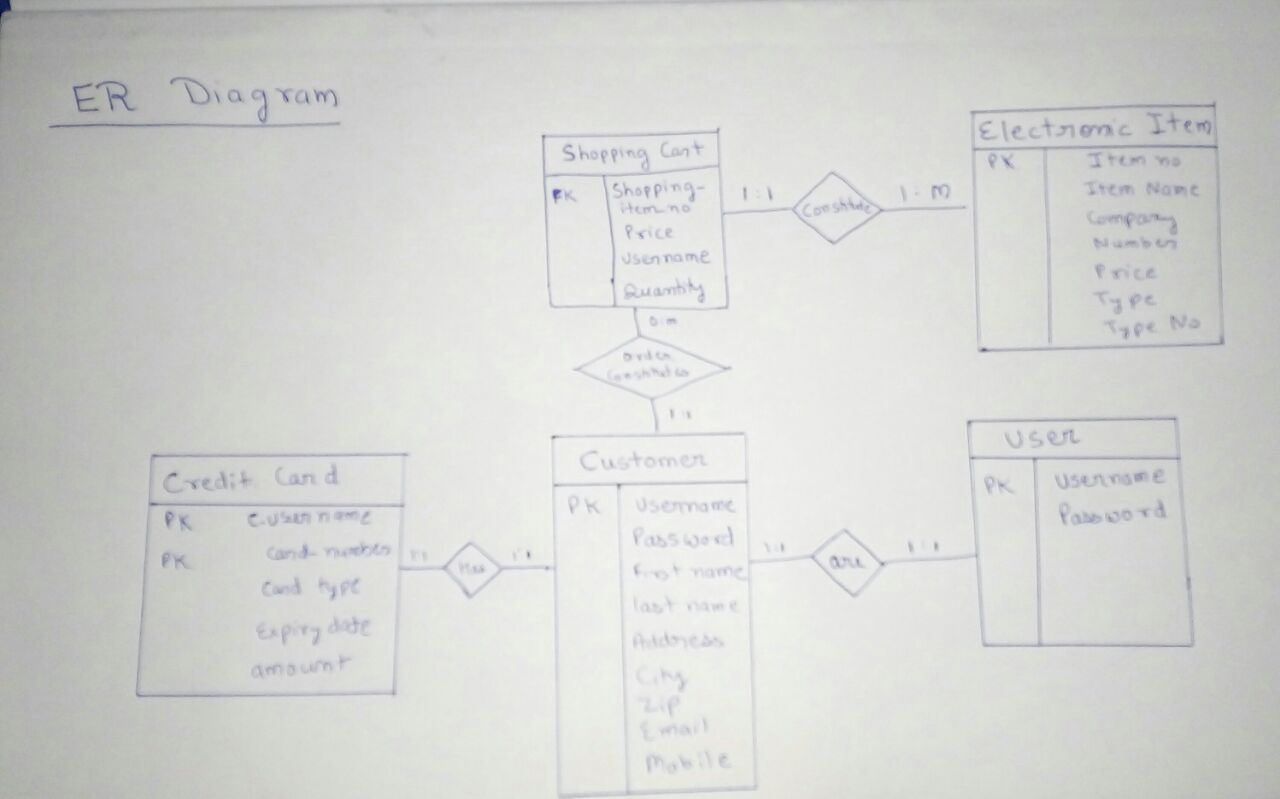 ER Diagram
Shopping Cart
PK
Shopping-
item no
Price
Username
Quantity
1:1
Constitute
1:M
Electronic Item
PK
Item no
Item Name
Company
Number
Price
Type
Type No
0:m
Order
Constitutes
1:1
Credit Card
PK
C.username
PK
Card number
Card type
Expiry date
amount
1:1
Has
1:1
Customer
PK
Username
Password
First name
last name
Address
City
Zip
Email
Mobile
1:1
are
1:1
User
PK
Username
Password